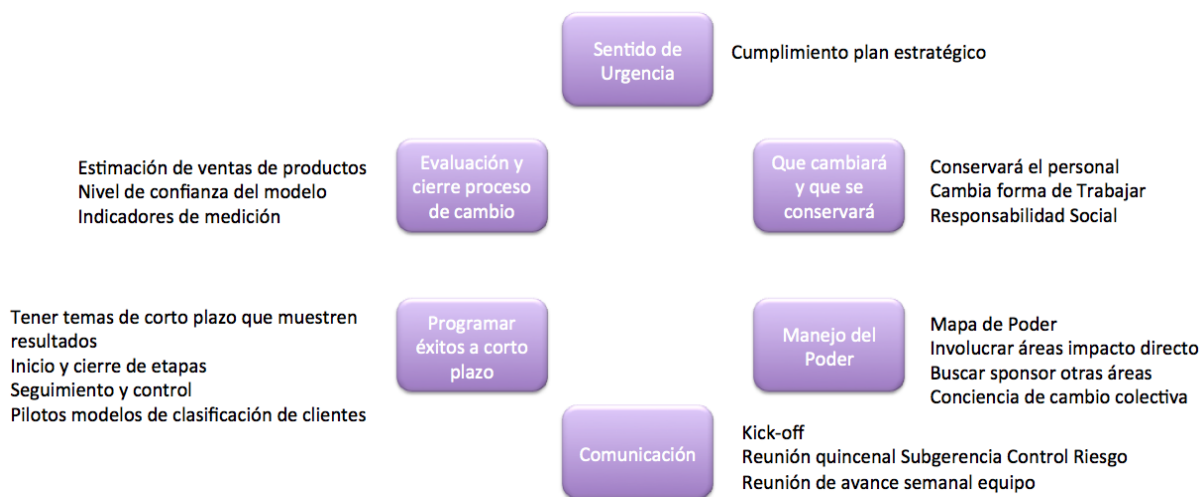 Sentido de
Urgencia
Cumplimiento plan estratégico
Estimación de ventas de productos
Nivel de confianza del modelo
Indicadores de medición
Evaluación y
cierre proceso
de cambio
Que cambiará
y que se
conservará
Conservará el personal
Cambia forma de Trabajar
Responsabilidad Social
Tener temas de corto plazo que muestren
resultados
Inicio y cierre de etapas
Seguimiento y control
Pilotos modelos de clasificación de clientes
Programar
éxitos a corto
plazo
Manejo del
Poder
Mapa de Poder
Involucrar áreas impacto directo
Buscar sponsor otras áreas
Conciencia de cambio colectiva
Comunicación
Kick-off
Reunión quincenal Subgerencia Control Riesgo
Reunión de avance semanal equipo